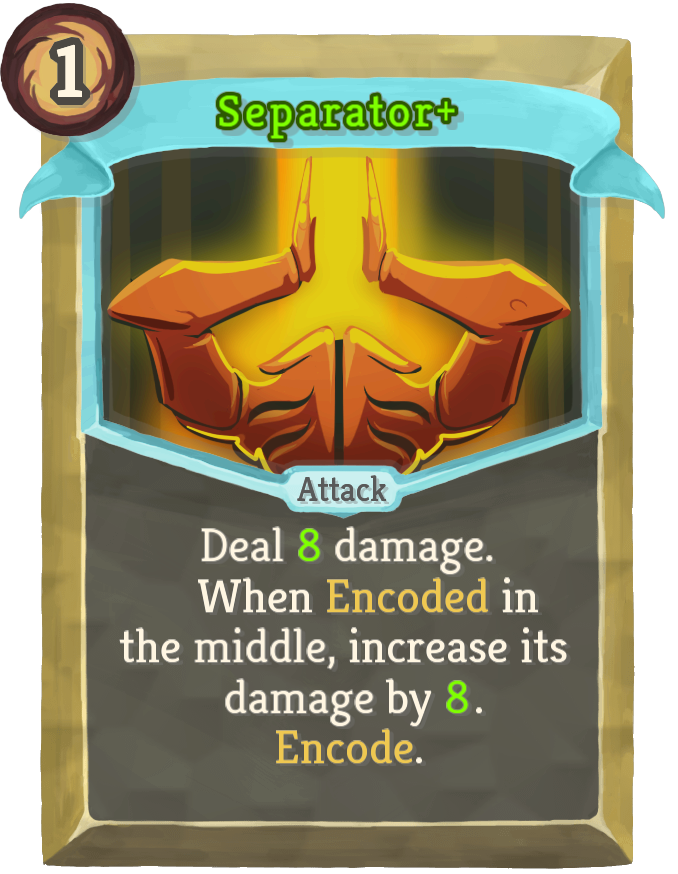 1
Separator+
Attack
Deal 8 damage.
When Encoded in
the middle, increase its
damage by 8.
Encode.